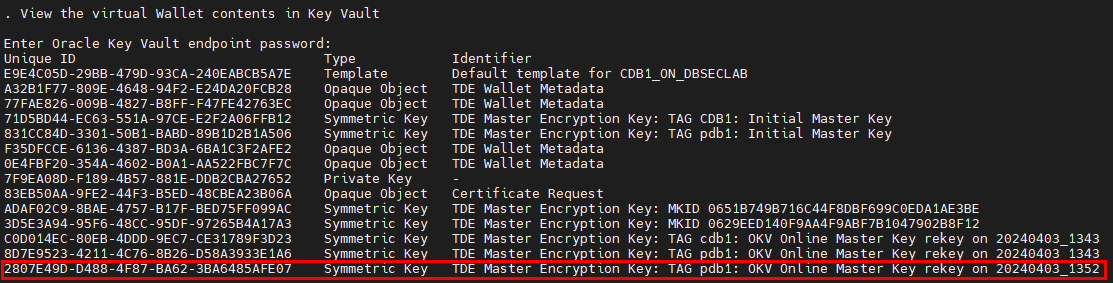 . View the virtual Wallet contents in Key Vault
Enter Oracle Key Vault endpoint password:
Unique ID Type Identifier
E9E4C05D-29BB-479D-93CA-240EABCB5A7E Template Default template for CDB1_ON_DBSECLAB
A32B1F77-809E-4648-94F2-E24DA20FCB28 Opaque Object TDE Wallet Metadata
77FAE826-009B-4827-B8FF-F47FE42763EC Opaque Object TDE Wallet Metadata
71D5BD44-EC63-551A-97CE-E2F2A06FFB12 Symmetric Key TDE Master Encryption Key: TAG CDB1: Initial Master Key
831CC84D-3301-50B1-BABD-89B1D2B1A506 Symmetric Key TDE Master Encryption Key: TAG pdb1: Initial Master Key
F35DFCCE-6136-4387-BD3A-6BA1C3F2AFE2 Opaque Object TDE Wallet Metadata
0E4FBF20-354A-4602-B0A1-AA522FBC7F7C Opaque Object TDE Wallet Metadata
7F9EA08D-F189-4B57-881E-DDB2CBA27652 Private Key -
83EB50AA-9FE2-44F3-B5ED-48CBEA23B06A Opaque Object Certificate Request
ADAF02C9-8BAE-4757-B17F-BED75FF099AC Symmetric Key TDE Master Encryption Key: MKID 0651B749B716C44F8DBF699C0EDA1AE3BE
3D5E3A94-95F6-48CC-95DF-97265B4A17A3 Symmetric Key TDE Master Encryption Key: MKID 0629EED140F9AA4F9ABF7B1047902B8F12
C0D014EC-80EB-4DDD-9EC7-CE31789F3D23 Symmetric Key TDE Master Encryption Key: TAG cdb1: OKV Online Master Key rekey on 20240403_1343
8D7E9523-4211-4C76-8B26-D58A3933E1A6 Symmetric Key TDE Master Encryption Key: TAG pdb1: OKV Online Master Key rekey on 20240403_1343
2807E49D-D488-4F87-BA62-3BA6485AFE07 Symmetric Key TDE Master Encryption Key: TAG pdb1: OKV Online Master Key rekey on 20240403_1352